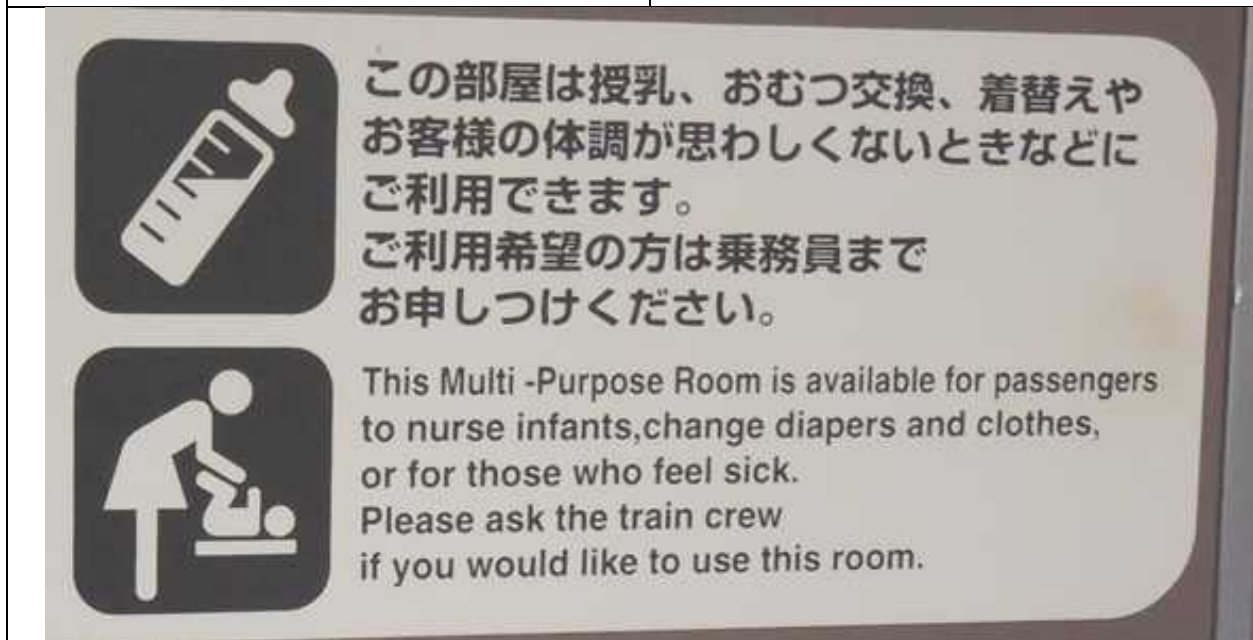 この部屋は授乳、おむつ交換、着替えや
お客様の体調が思わしくないときなどに
ご利用できます。
ご利用希望の方は乗務員まで
お申しつけください。
This Multi -Purpose Room is available for passengers
to nurse infants,change diapers and clothes,
or for those who feel sick.
Please ask the train crew
if you would like to use this room.